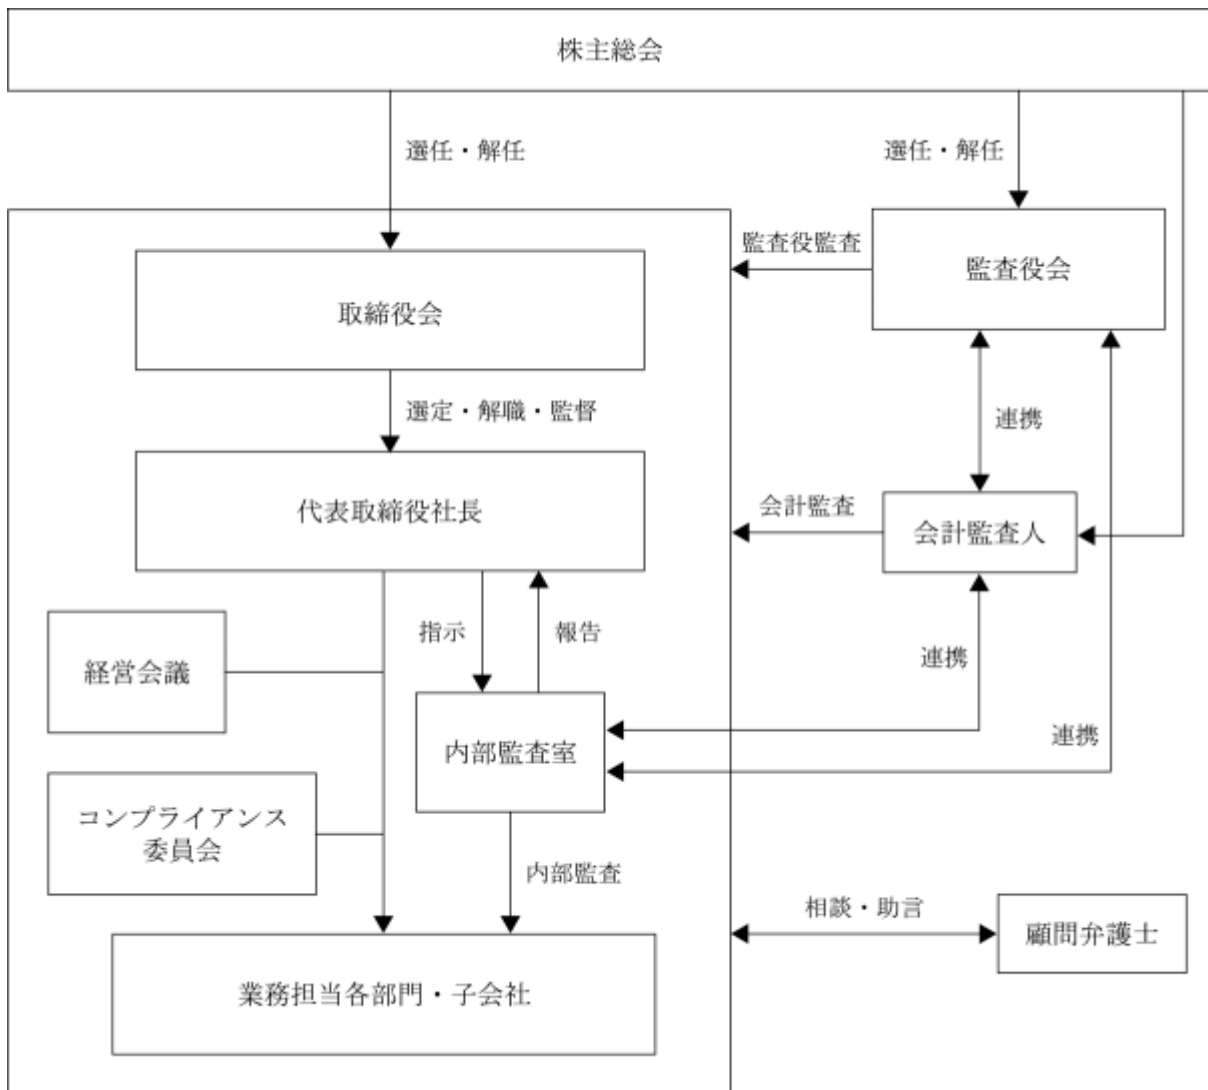 株主総会
選任・解任
選任・解任
監査役監査
監査役会
取締役会
選定・解職・監督
連携
代表取締役社長
会計監査
会計監査人
指示
報告
連携
経営会議
内部監査室
連携
コンプライアンス
委員会
内部監査
相談・助言
顧問弁護士
業務担当各部門・子会社